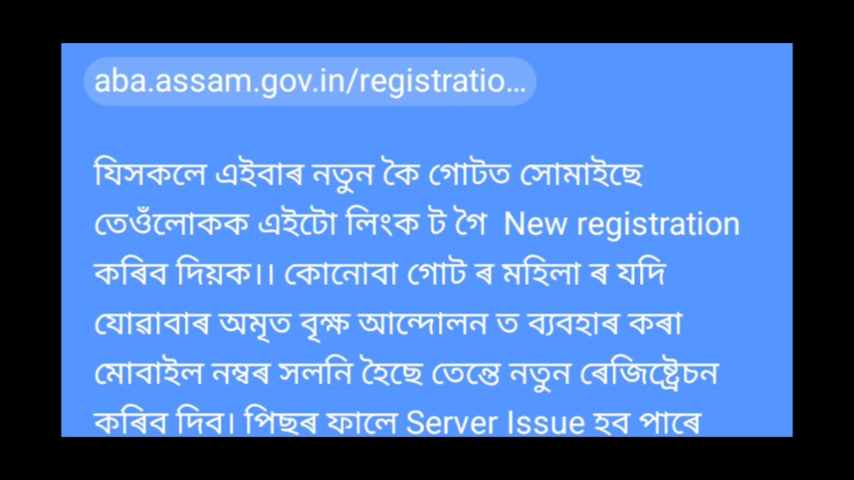 aba.assam.gov.in/registratio...
যিসকলে এইবাৰ নতুন কৈ গোটত সোমাইছে
তেওঁলোকক এইটো লিংক ট গৈ New registration
কৰিব দিয়ক।। কোনোবা গোট ৰ মহিলা ৰ যদি
যোৱাবাৰ অমৃত বৃক্ষ আন্দোলন ত ব্যবহাৰ কৰা
মোবাইল নম্বৰ সলনি হৈছে তেন্তে নতুন ৰেজিষ্ট্ৰেচন
কৰিব দিব। পিছৰ ফালে Server Issue হব পাৰে